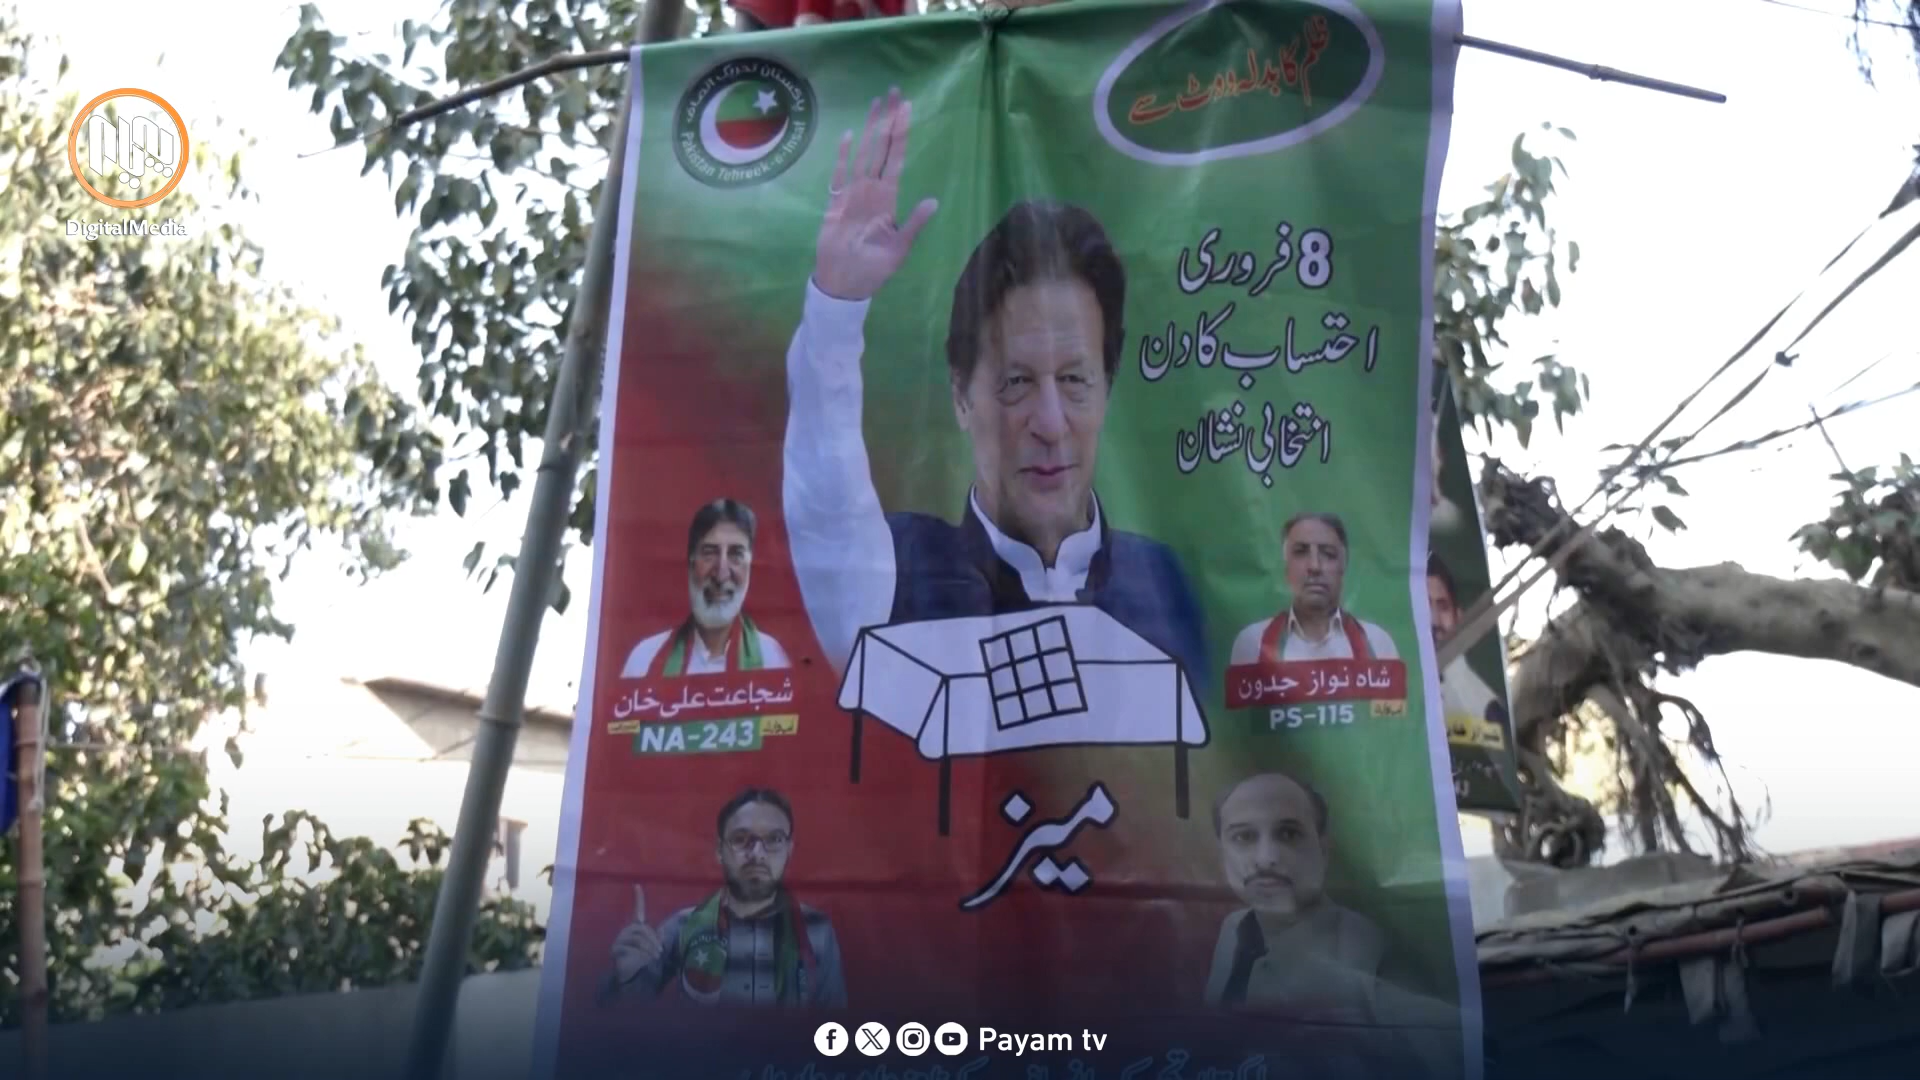 پیام
DigitalMedia
پاکستان تحریک انصاف
Pakistan Tehreek-e-Insaf
ظلم کا بدلہ ووٹ سے
8 فروری
احتساب کا دن
انتخابی نشان
شجاعت علی خان
NA-243
شاہ نواز جدون
PS-115
میز
Payam tv